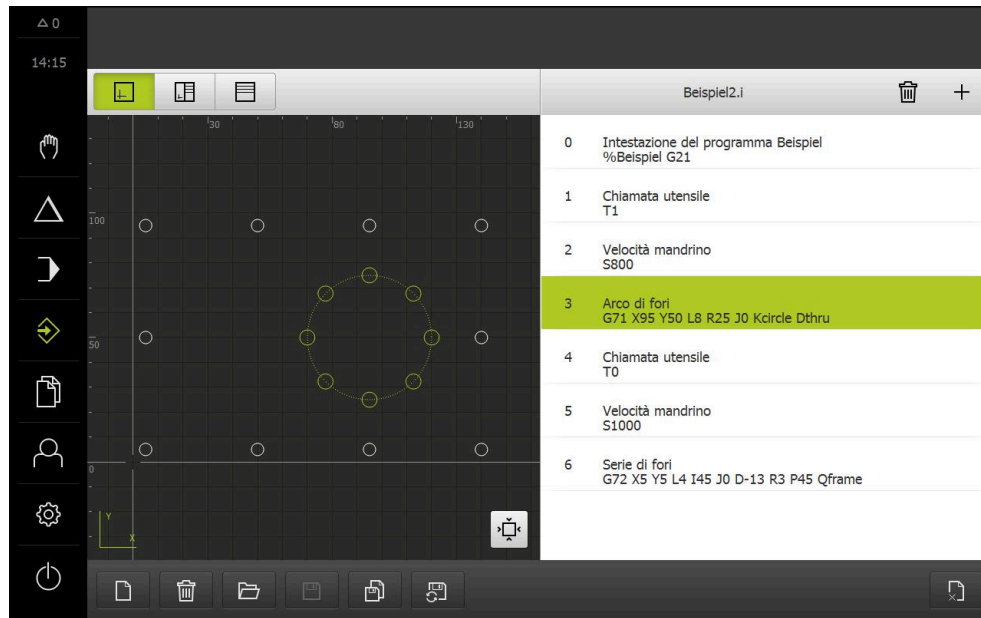 △ 0
14:15
Beispiel2.i
30
80
130
100
50
0
Y
X
0 Intestazione del programma Beispiel
%Beispiel G21
1 Chiamata utensile
T1
2 Velocità mandrino
S800
3 Arco di fori
G71 X95 Y50 L8 R25 J0 Kcircle Dthru
4 Chiamata utensile
T0
5 Velocità mandrino
S1000
6 Serie di fori
G72 X5 Y5 L4 I45 J0 D-13 R3 P45 Qframe